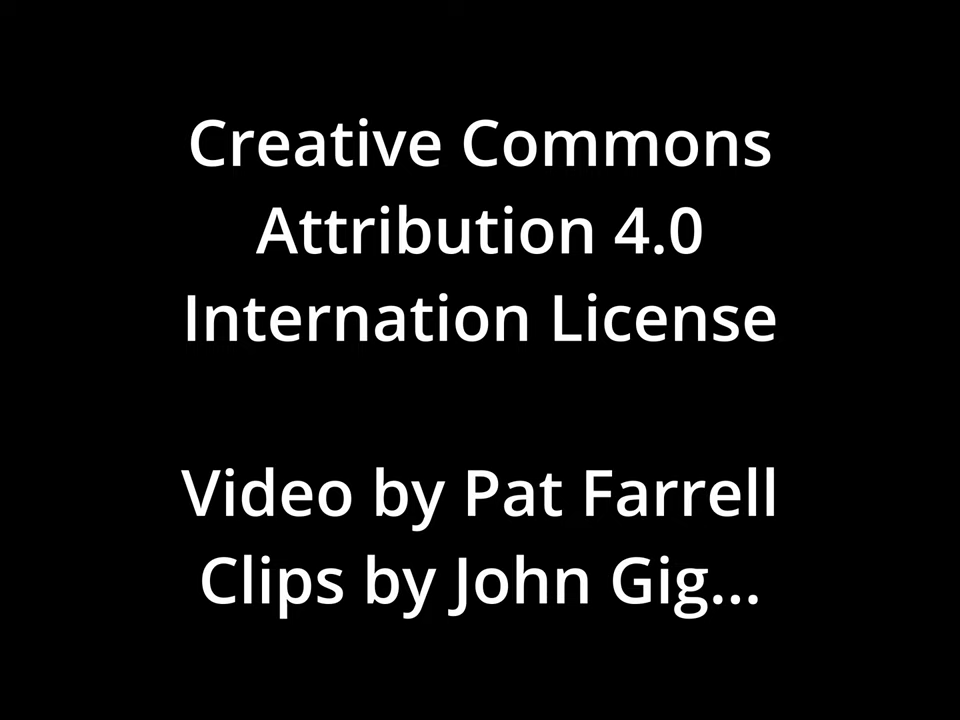 Creative Commons
Attribution 4.0
Internation License
Video by Pat Farrell
Clips by John Gig...